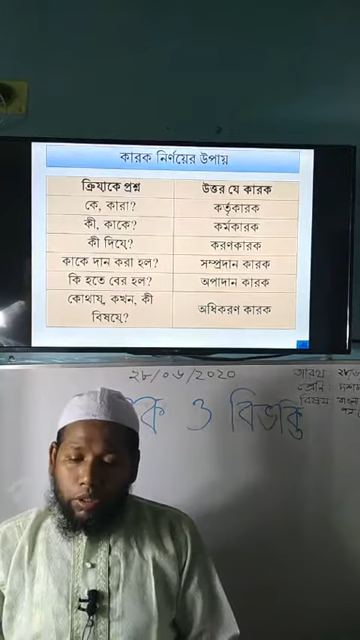 কারক নির্ণয়ের উপায়
ক্রিয়াকে প্রশ্ন	উত্তর যে কারক
কে, কারা?	কর্তৃকারক
কী, কাকে?	কর্মকারক
কী দিয়ে?	করণকারক
কাকে দান করা হল?	সম্প্রদান কারক
কি হতে বের হল?	অপাদান কারক
কোথায়, কখন, কী
বিষয়ে?	অধিকরণ কারক
২৮/০৬/২০২০
তারিখ
শ্রেণি: দশম
বিষয়:
ও বিভক্তি